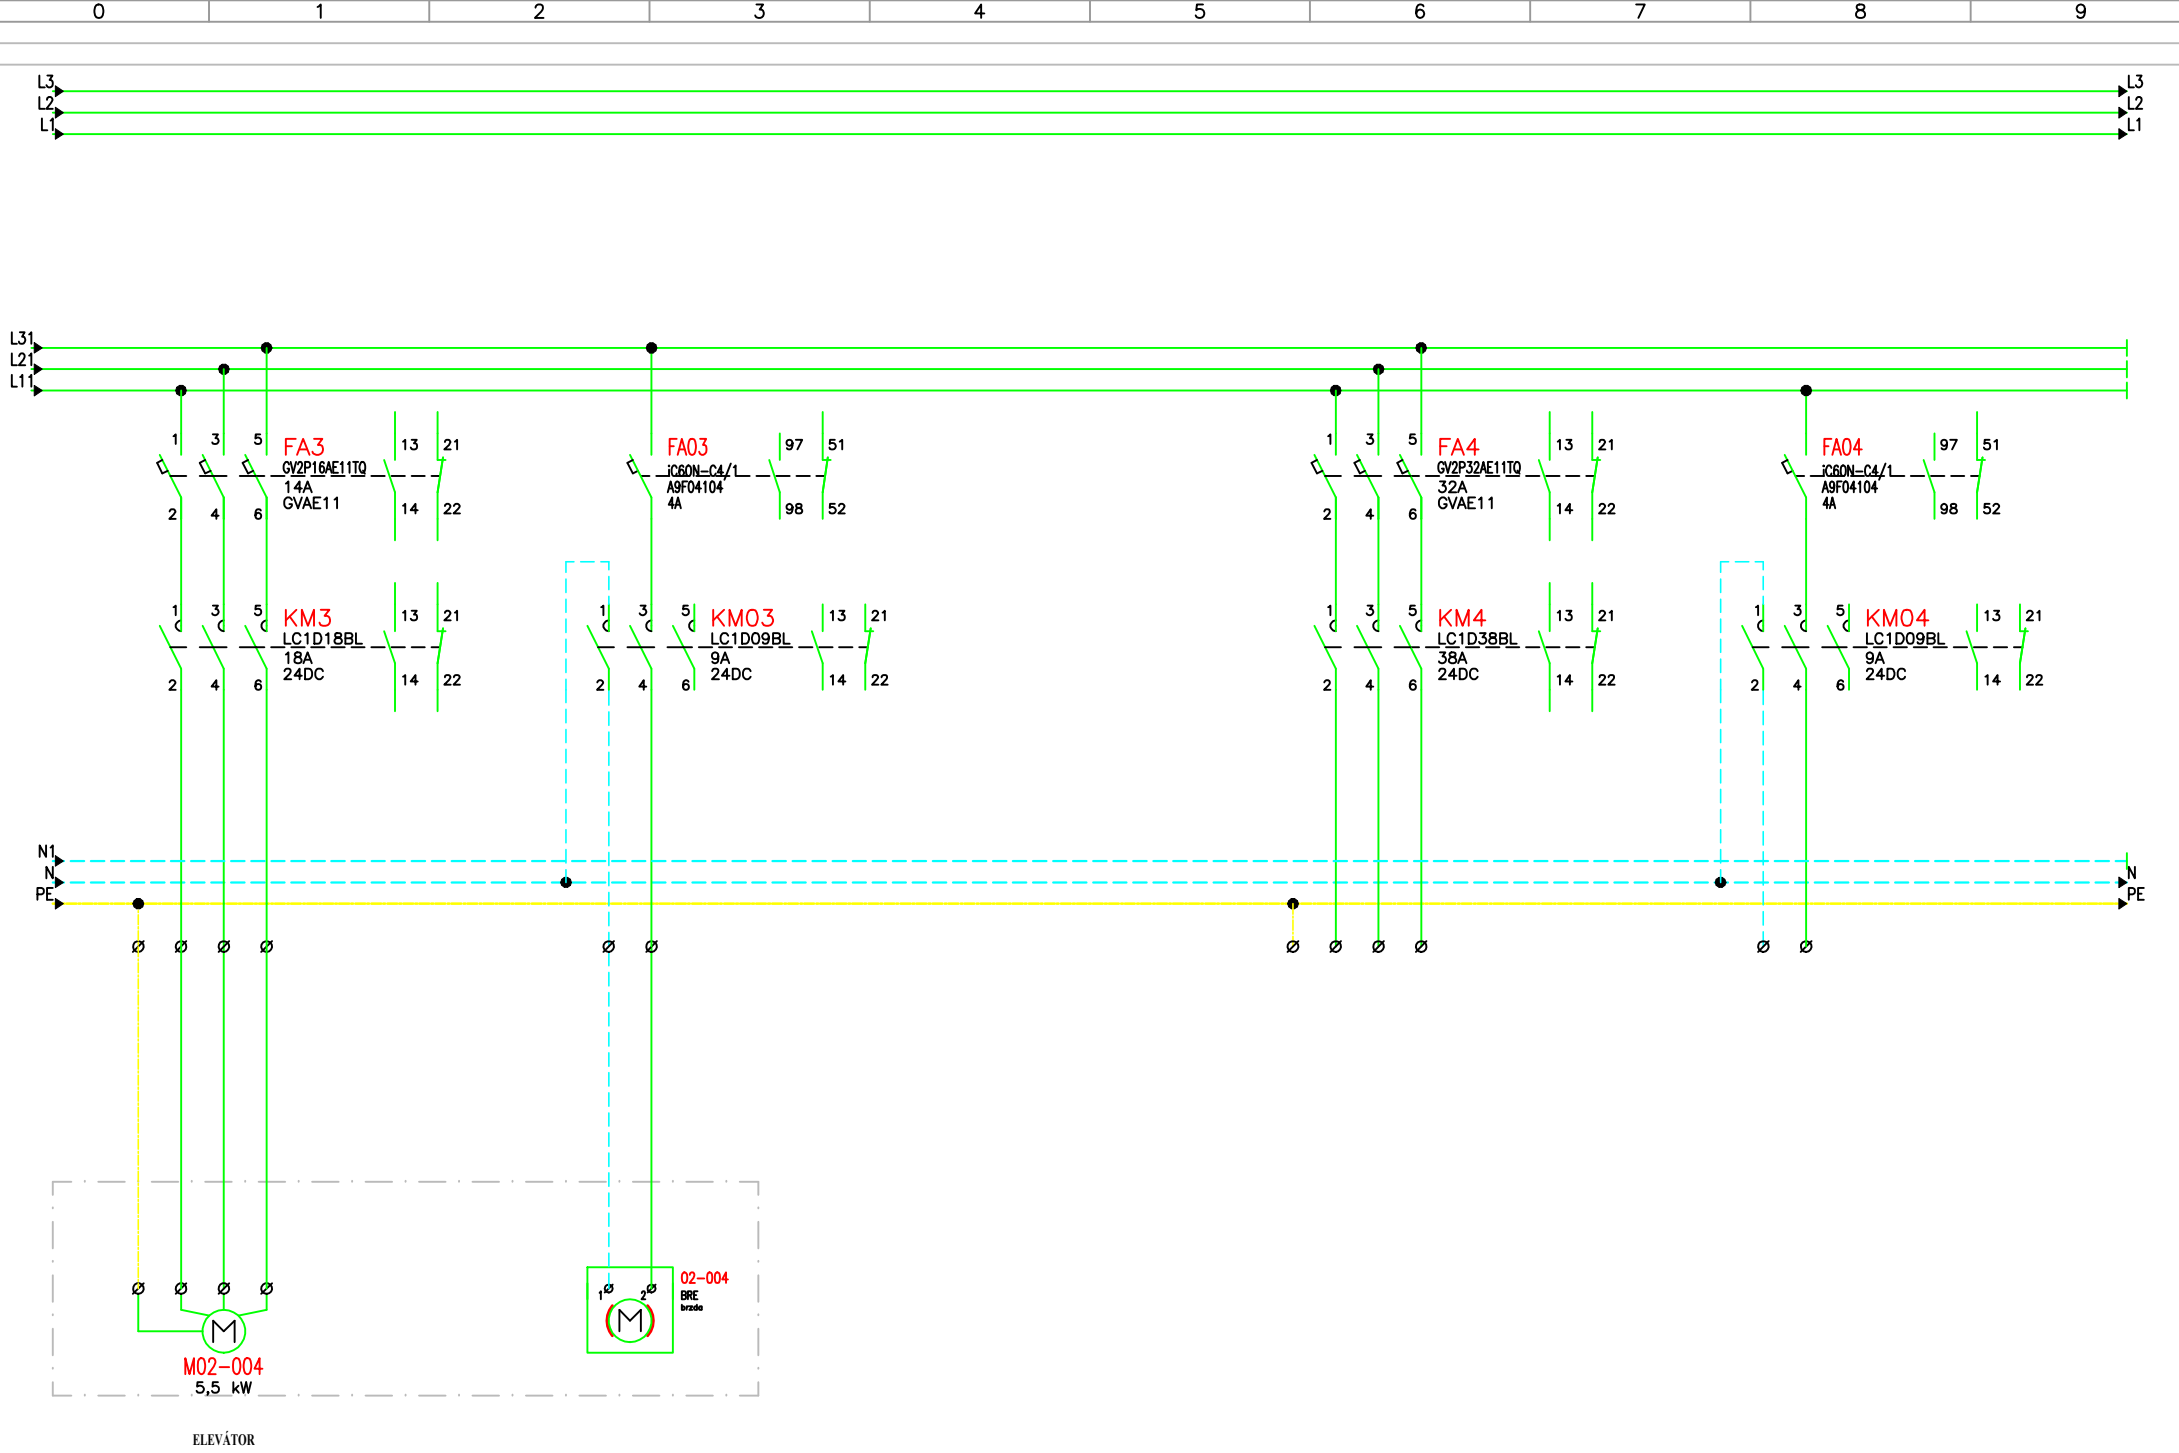 0 1 2 3 4 5 6 7 8 9
L3 L3
L2 L2
L1 L1
L31
L21
L11
1 3 5 FA3 13 21
GV2P16AE11TQ
14A
GVAE11
2 4 6 14 22
FA03 97 51
iC60N-C4/1
A9F04104
4A
98 52
1 3 5 FA4 13 21
GV2P32AE11TQ
32A
GVAE11
2 4 6 14 22
FA04 97 51
iC60N-C4/1
A9F04104
4A
98 52
1 3 5 KM3 13 21
LC1D18BL
18A
24DC
2 4 6 14 22
1 3 5 KM03 13 21
LC1D09BL
9A
24DC
2 4 6 14 22
1 3 5 KM4 13 21
LC1D38BL
38A
24DC
2 4 6 14 22
1 3 5 KM04 13 21
LC1D09BL
9A
24DC
2 4 6 14 22
N1
N N
PE PE
1 2 02-004
BRE
brzda
M
M
M02-004
5,5 kW
ELEVÁTOR